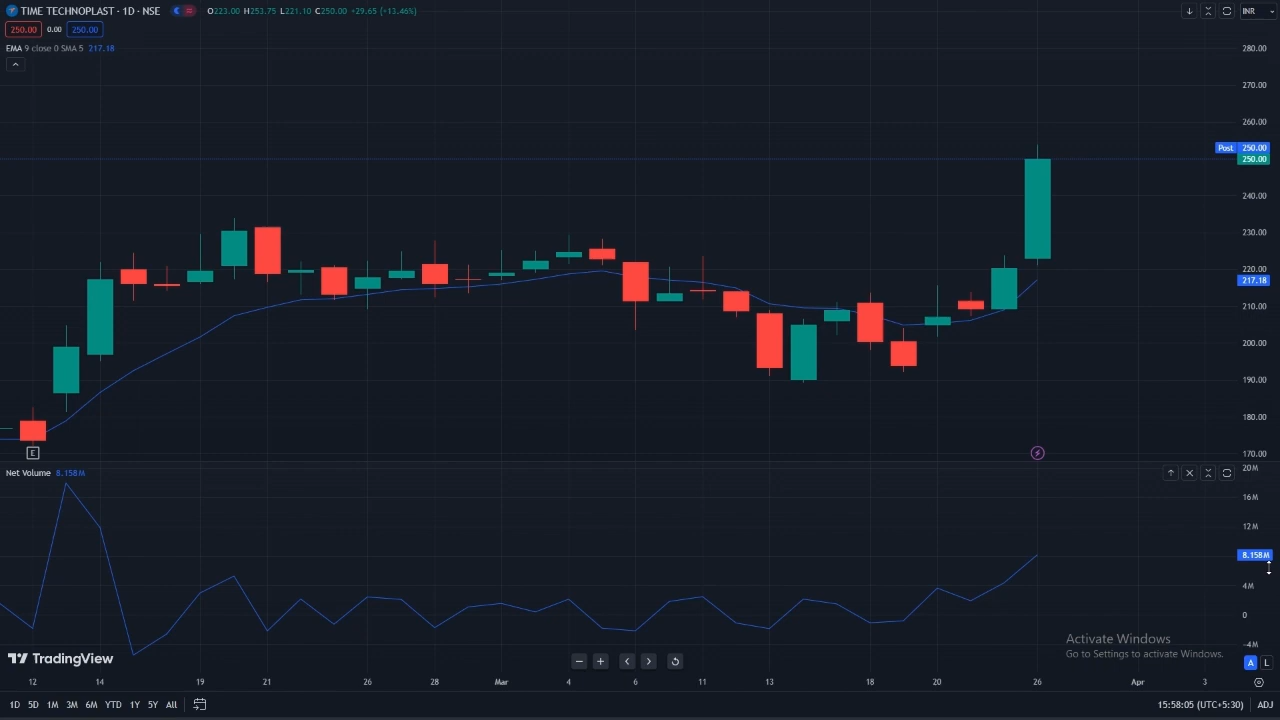 TIME TECHNOPLAST · 1D · NSE
O223.00 H253.75 L221.10 C250.00 +29.65 (+13.46%)
INR
250.00 0.00 250.00
EMA 9 close 0 SMA 5 217.18
280.00
270.00
260.00
Post 250.00
250.00
240.00
230.00
220.00
217.18
210.00
200.00
190.00
180.00
170.00
E
Net Volume 8.158M
20M
16M
12M
8.158M
4M
0
-4M
Activate Windows
Go to Settings to activate Windows.
TradingView
A L
12 14 19 21 26 28 Mar 4 6 11 13 18 20 26 Apr 3
1D 5D 1M 3M 6M YTD 1Y 5Y All
15:58:05 (UTC+5:30) ADJ